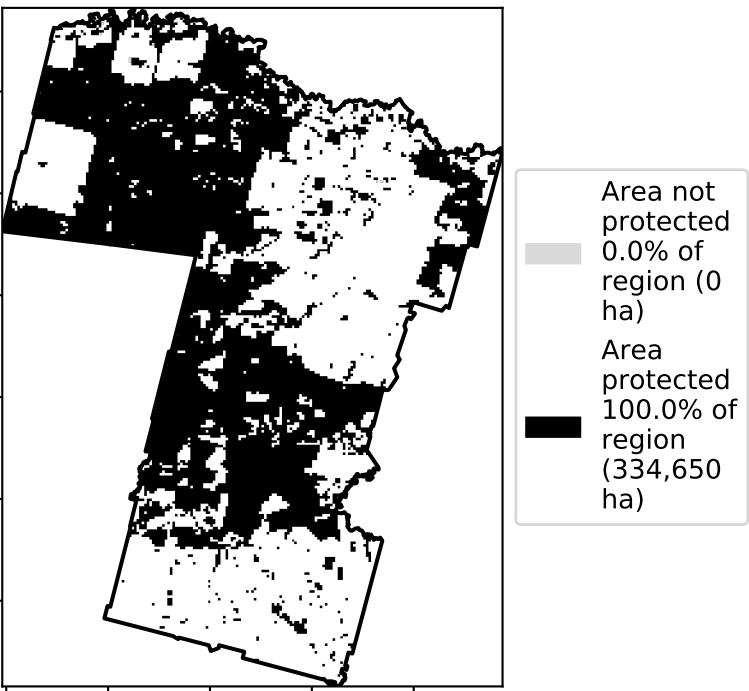 Area not
protected
0.0% of
region (0
ha)
Area
protected
100.0% of
region
(334,650
ha)